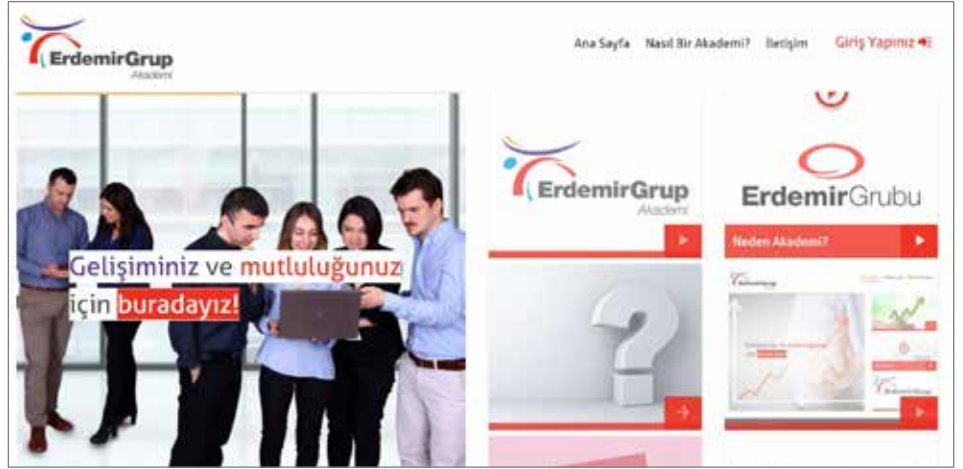 ErdemirGrup
Akademi
Ana Sayfa Nasıl Bir Akademi? İletişim Giriş Yapınız
Gelişiminiz ve mutluluğunuz
için buradayız!
ErdemirGrup
Akademi
ErdemirGrubu
Neden Akademi?